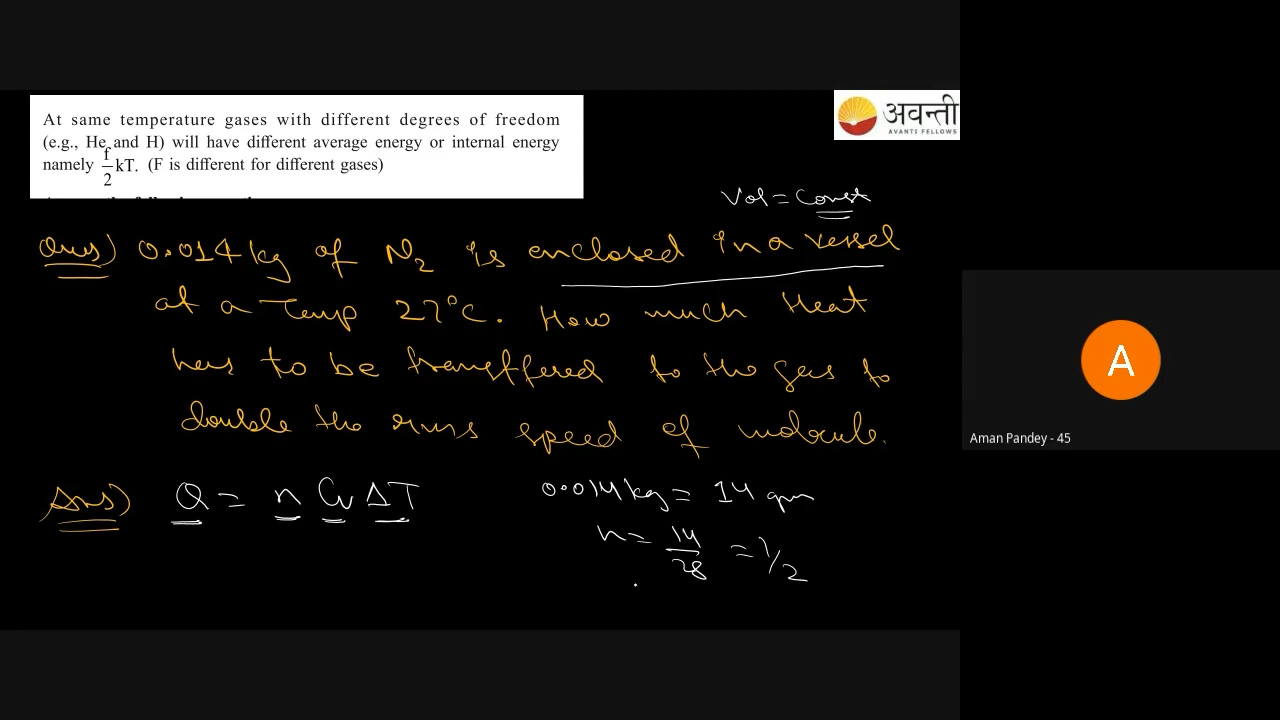 At same temperature gases with different degrees of freedom
(e.g., He and H) will have different average energy or internal energy
namely f/2 kT. (F is different for different gases)
अवन्ती
AVANTI FELLOWS
Vol = Const
Ques) 0.014 kg of N₂ is enclosed in a vessel
at a Temp 27°C. How much Heat
has to be transffered to the gas to
double the rms speed of molecule.
Ans) Q = n Cv ΔT
0.014 kg = 14 gm
n = 14/28 = 1/2
A
Aman Pandey - 45